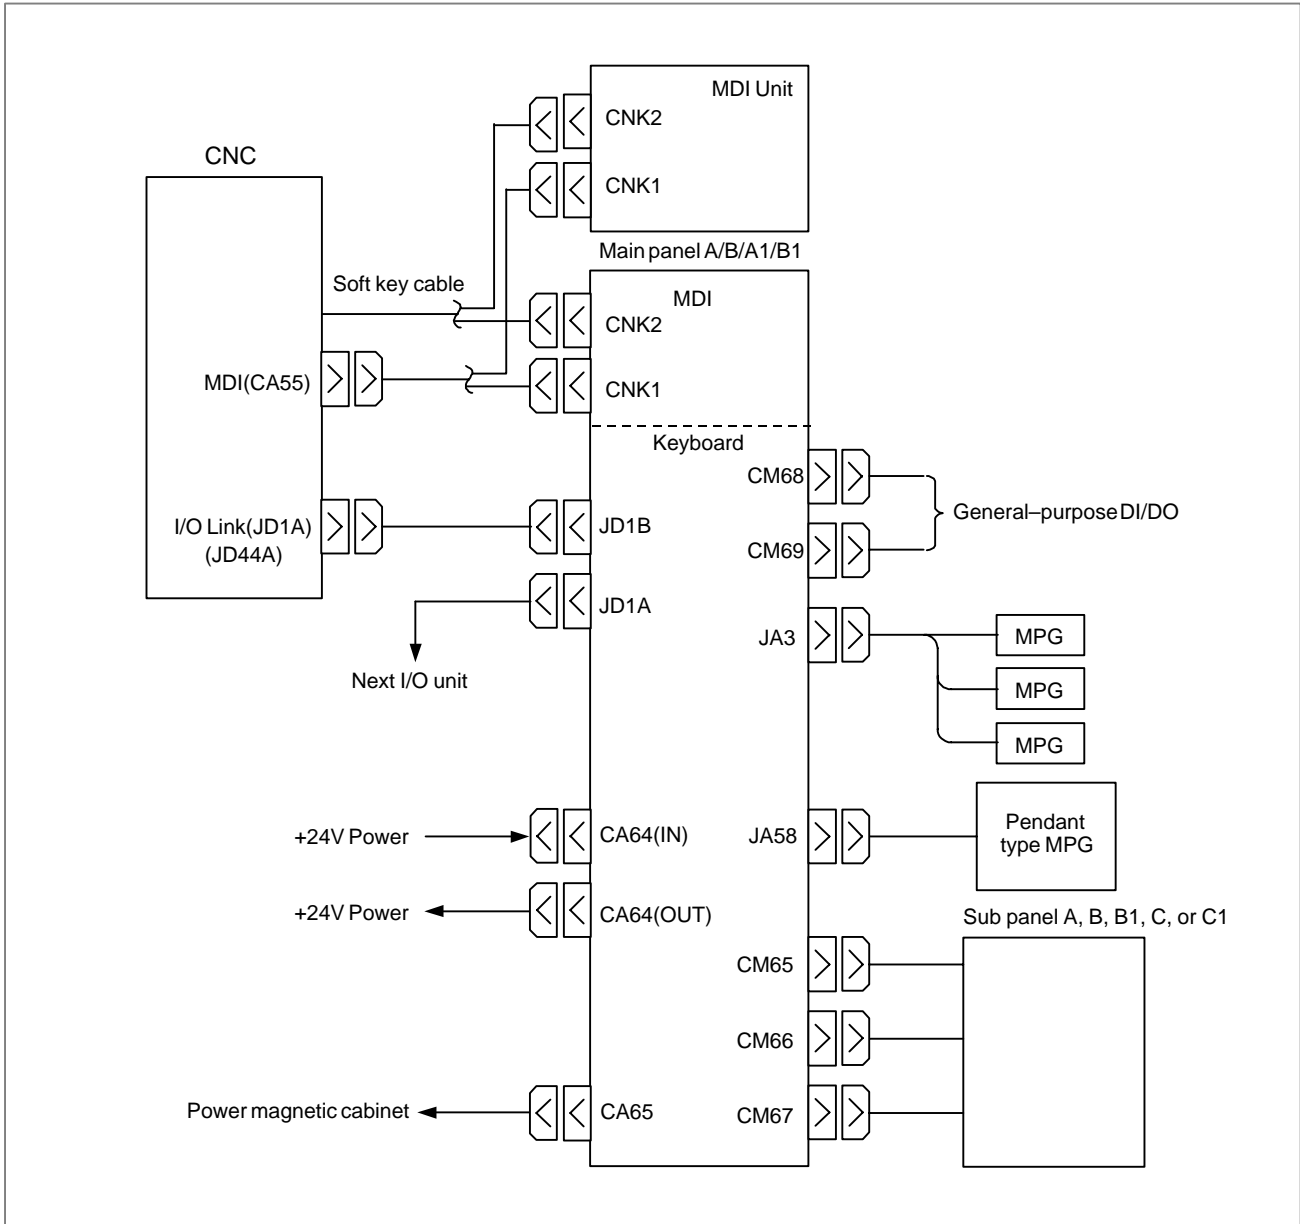 MDI Unit
CNK2
CNC
CNK1
Main panel A/B/A1/B1
Soft key cable
MDI
CNK2
MDI(CA55)
CNK1
Keyboard
CM68
I/O Link(JD1A)
(JD44A)
JD1B
General–purpose DI/DO
CM69
JD1A
JA3
MPG
Next I/O unit
MPG
MPG
+24V Power
CA64(IN)
JA58
Pendant
type MPG
+24V Power
CA64(OUT)
Sub panel A, B, B1, C, or C1
CM65
CM66
Power magnetic cabinet
CA65
CM67